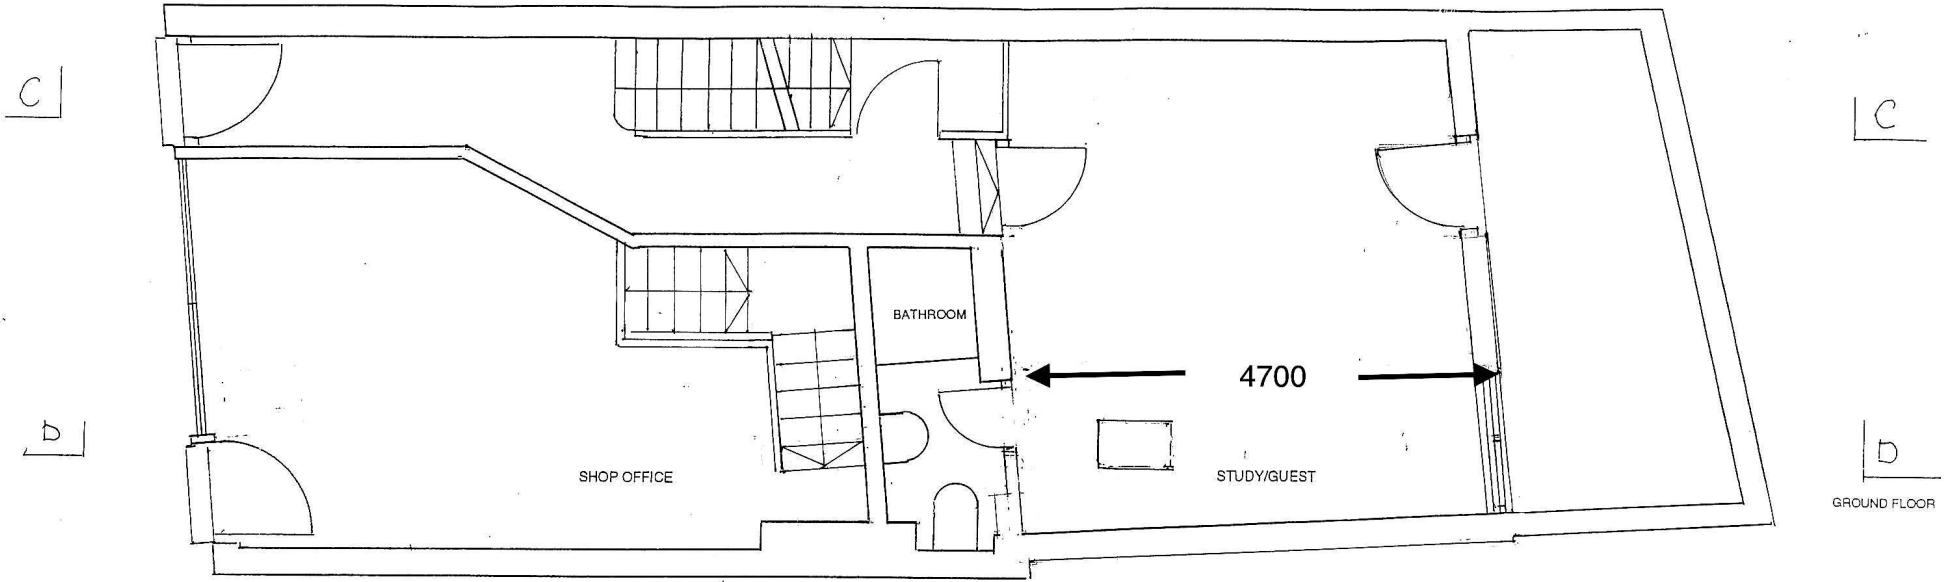 C
C
BATHROOM
4700
D
SHOP OFFICE
STUDY/GUEST
D
GROUND FLOOR